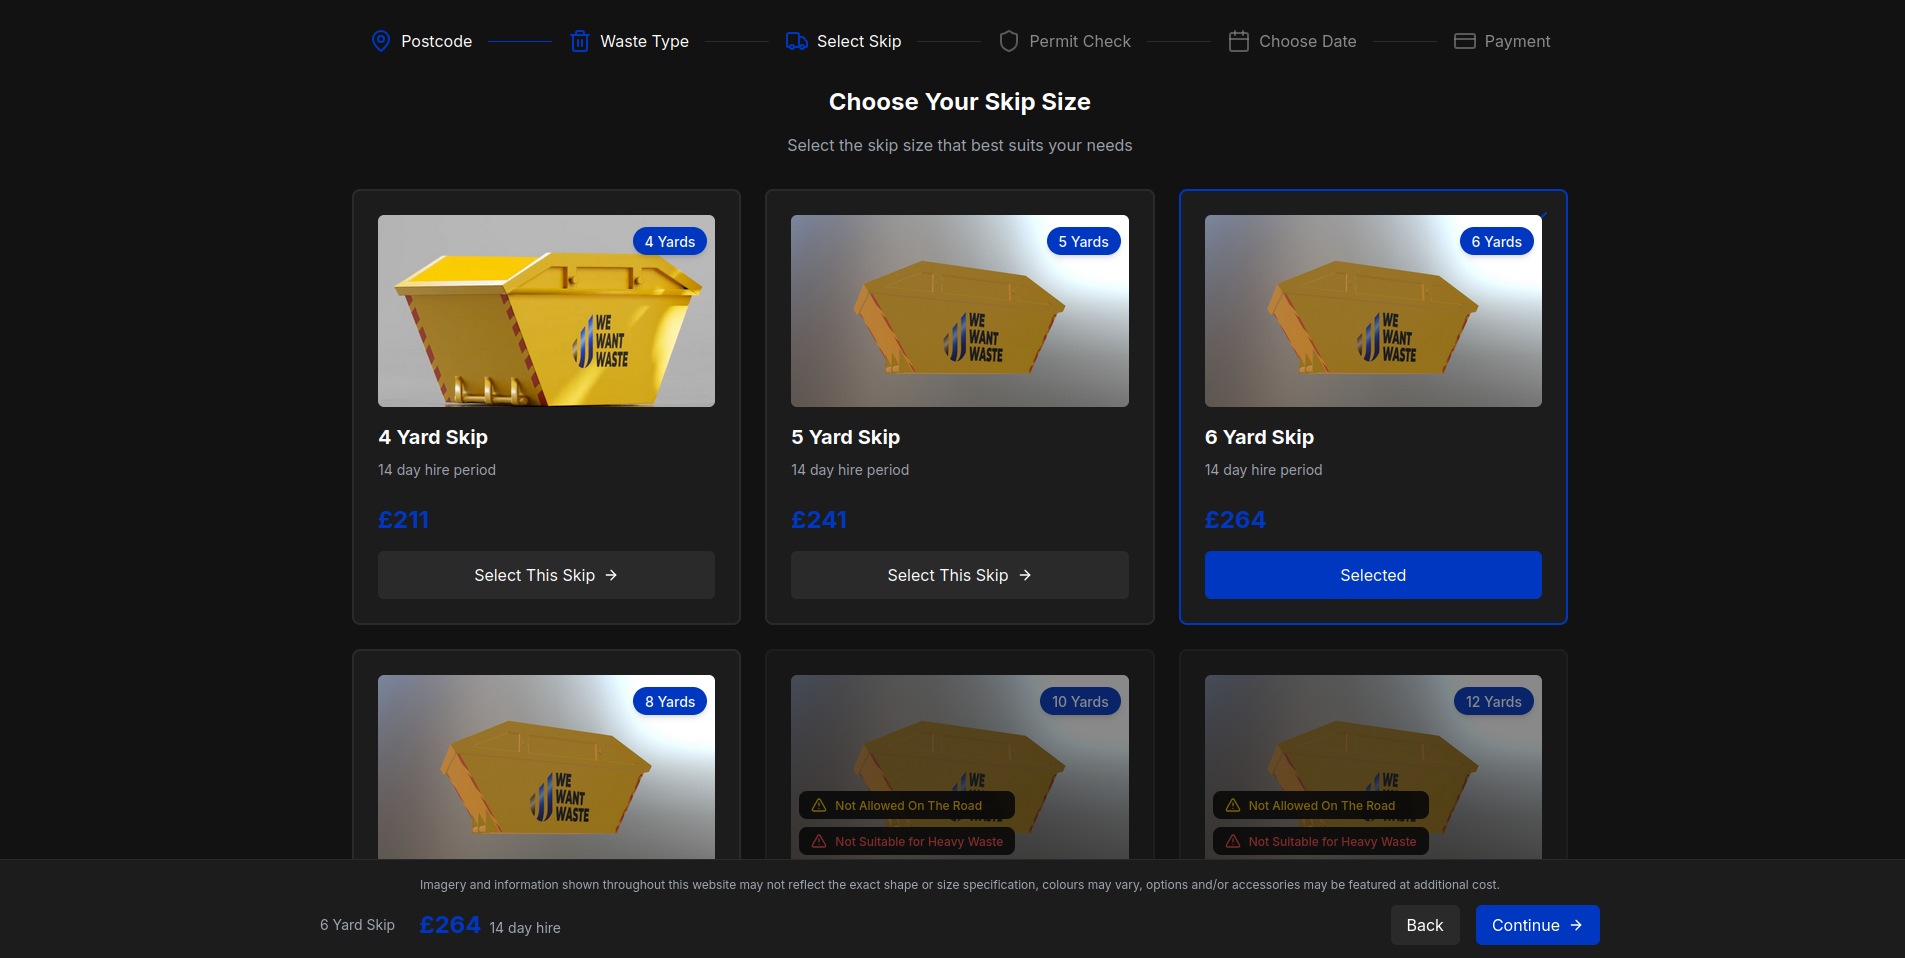 Postcode
Waste Type
Select Skip
Permit Check
Choose Date
Payment
Choose Your Skip Size
Select the skip size that best suits your needs
4 Yards
WE
WANT
WASTE
4 Yard Skip
14 day hire period
£211
Select This Skip →
5 Yards
WE
WANT
WASTE
5 Yard Skip
14 day hire period
£241
Select This Skip →
6 Yards
WE
WANT
WASTE
6 Yard Skip
14 day hire period
£264
Selected
8 Yards
WE
WANT
WASTE
10 Yards
WE
Not Allowed On The Road
Not Suitable for Heavy Waste
12 Yards
WE
Not Allowed On The Road
Not Suitable for Heavy Waste
Imagery and information shown throughout this website may not reflect the exact shape or size specification, colours may vary, options and/or accessories may be featured at additional cost.
6 Yard Skip £264 14 day hire
Back
Continue →